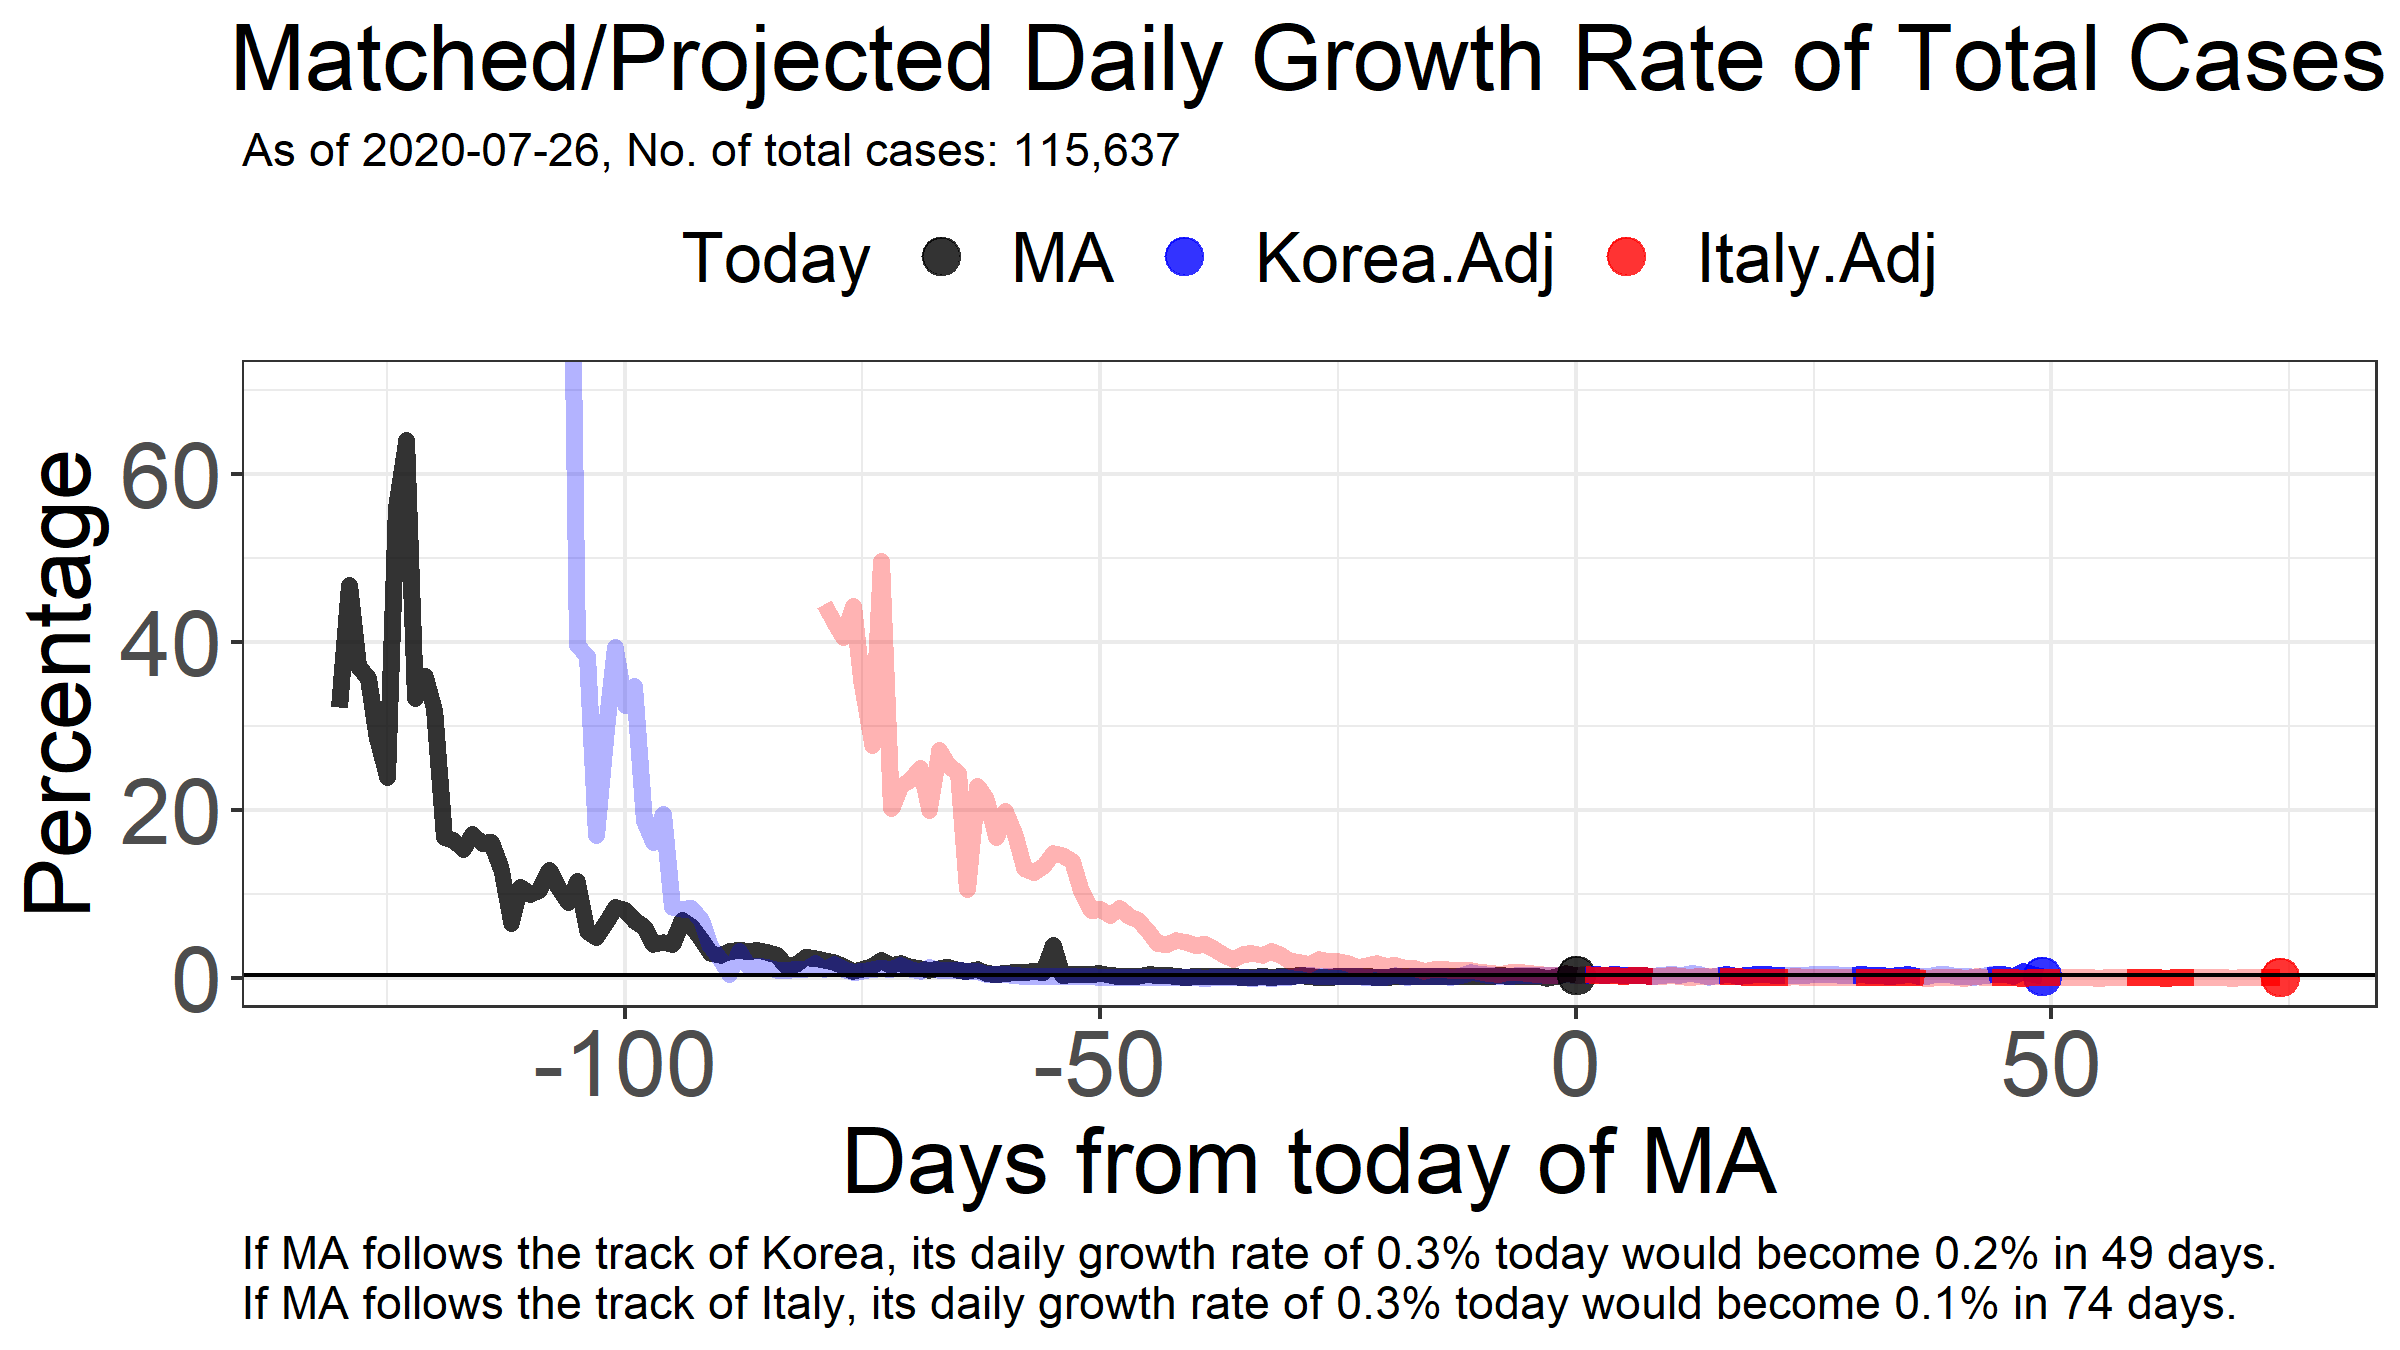 Matched/Projected Daily Growth Rate of Total Cases
As of 2020-07-26, No. of total cases: 115,637
Today MA Korea.Adj Italy.Adj
Percentage
60
40
20
0
-100 -50 0 50
Days from today of MA
If MA follows the track of Korea, its daily growth rate of 0.3% today would become 0.2% in 49 days.
If MA follows the track of Italy, its daily growth rate of 0.3% today would become 0.1% in 74 days.